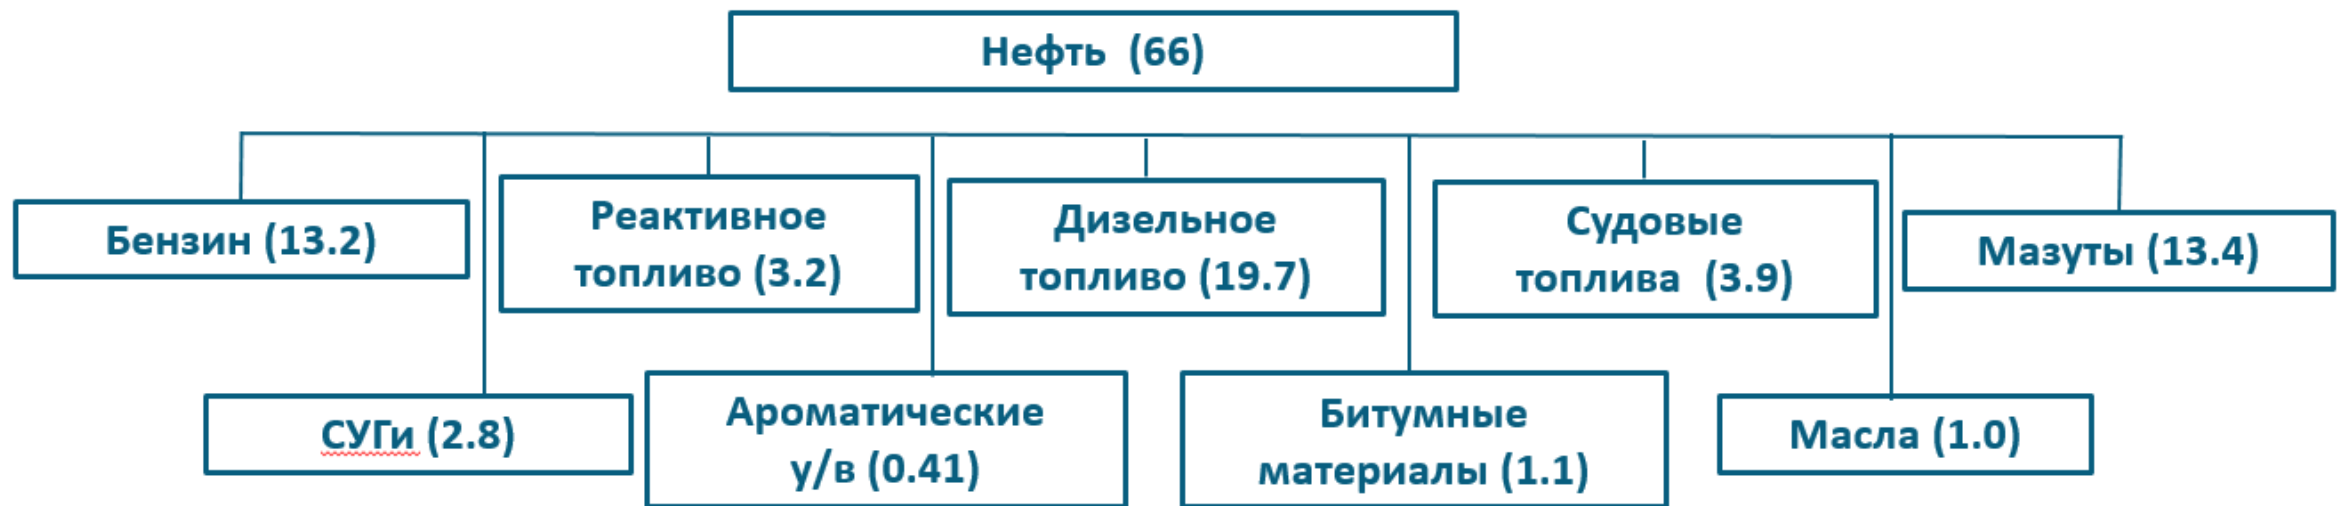 Нефть (66)
Бензин (13.2)
Реактивное
топливо (3.2)
Дизельное
топливо (19.7)
Судовые
топлива (3.9)
Мазуты (13.4)
СУГи (2.8)
Ароматические
у/в (0.41)
Битумные
материалы (1.1)
Масла (1.0)